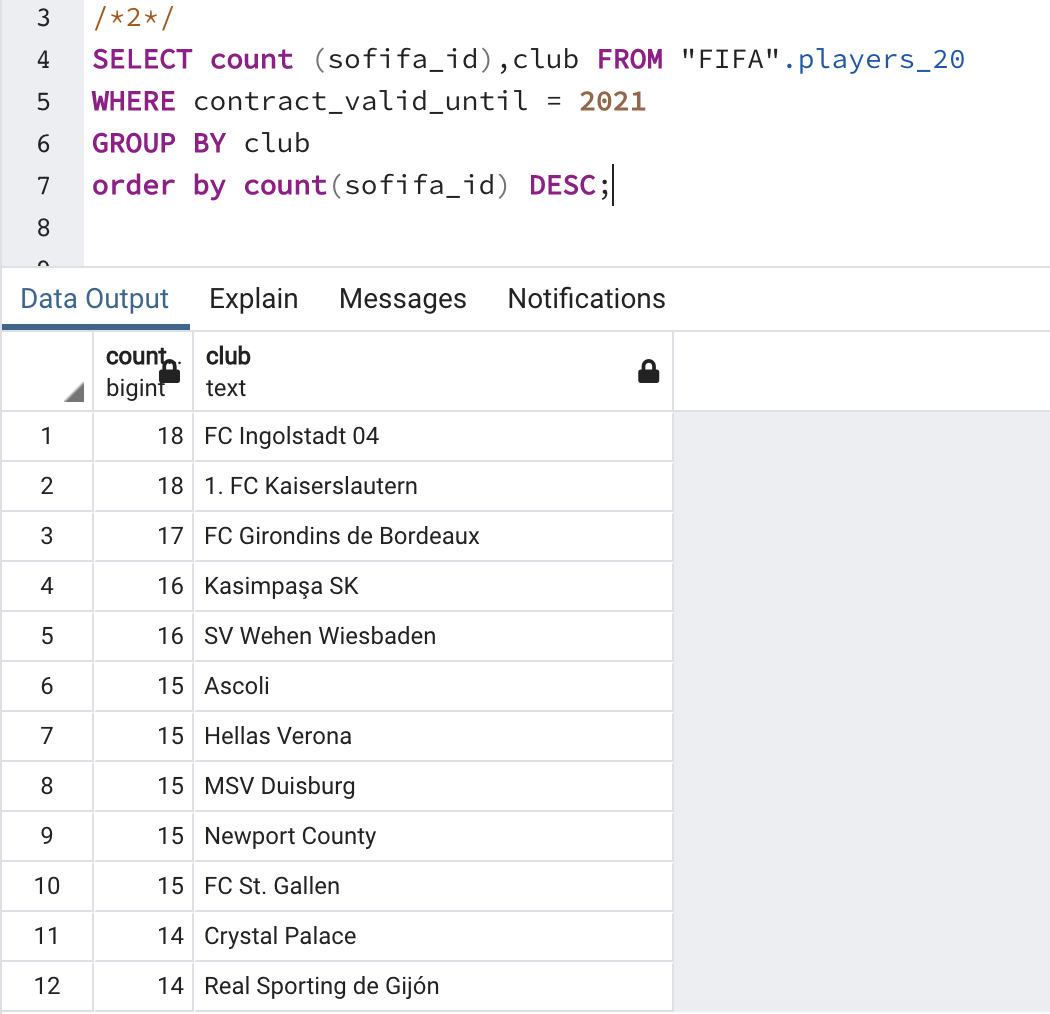 3 /*2*/
4 SELECT count (sofifa_id),club FROM "FIFA".players_20
5 WHERE contract_valid_until = 2021
6 GROUP BY club
7 order by count(sofifa_id) DESC;
8
Data Output Explain Messages Notifications
count club
bigint text
1 18 FC Ingolstadt 04
2 18 1. FC Kaiserslautern
3 17 FC Girondins de Bordeaux
4 16 Kasimpaşa SK
5 16 SV Wehen Wiesbaden
6 15 Ascoli
7 15 Hellas Verona
8 15 MSV Duisburg
9 15 Newport County
10 15 FC St. Gallen
11 14 Crystal Palace
12 14 Real Sporting de Gijón